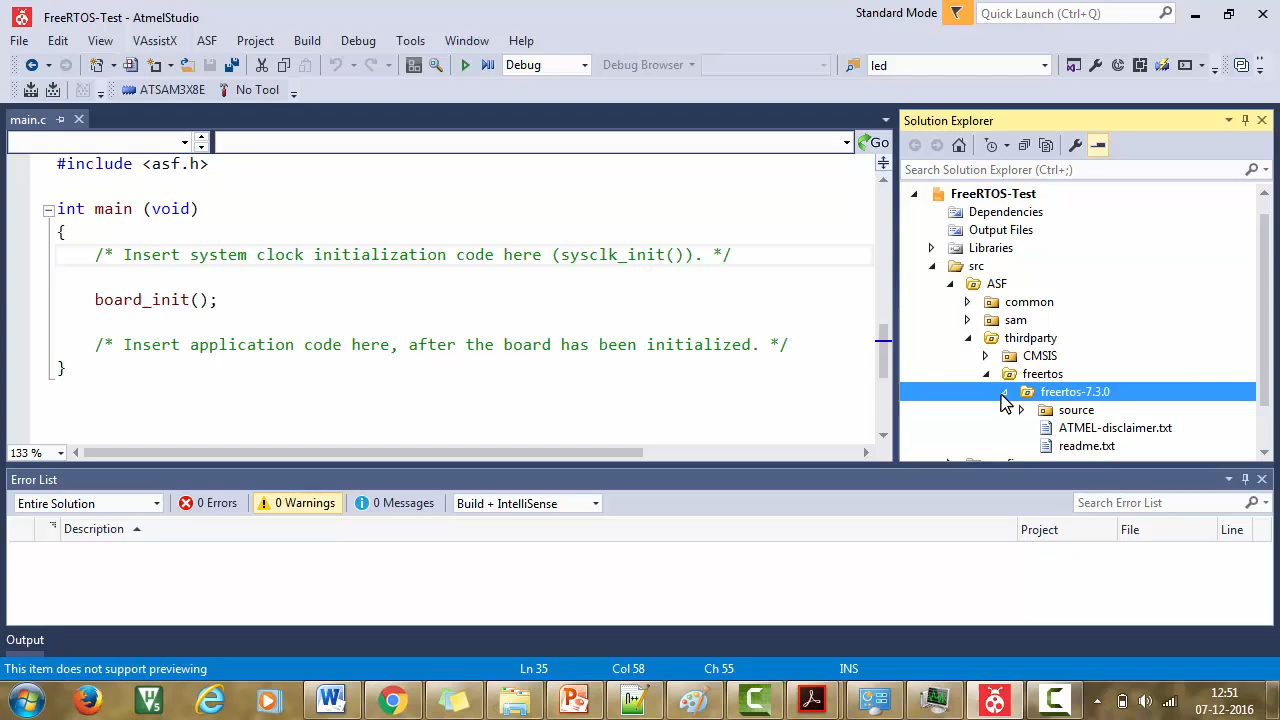 FreeRTOS-Test - AtmelStudio
Standard Mode
Quick Launch (Ctrl+Q)
File Edit View VAssistX ASF Project Build Debug Tools Window Help
Debug
Debug Browser
led
ATSAM3X8E
No Tool
main.c
Go
#include <asf.h>
int main (void)
{
/* Insert system clock initialization code here (sysclk_init()). */
board_init();
/* Insert application code here, after the board has been initialized. */
}
133 %
Solution Explorer
Search Solution Explorer (Ctrl+;)
FreeRTOS-Test
Dependencies
Output Files
Libraries
src
ASF
common
sam
thirdparty
CMSIS
freertos
freertos-7.3.0
source
ATMEL-disclaimer.txt
readme.txt
Error List
Entire Solution
0 Errors
0 Warnings
0 Messages
Build + IntelliSense
Search Error List
Description
Project
File
Line
Output
This item does not support previewing
Ln 35
Col 58
Ch 55
INS
12:51
07-12-2016